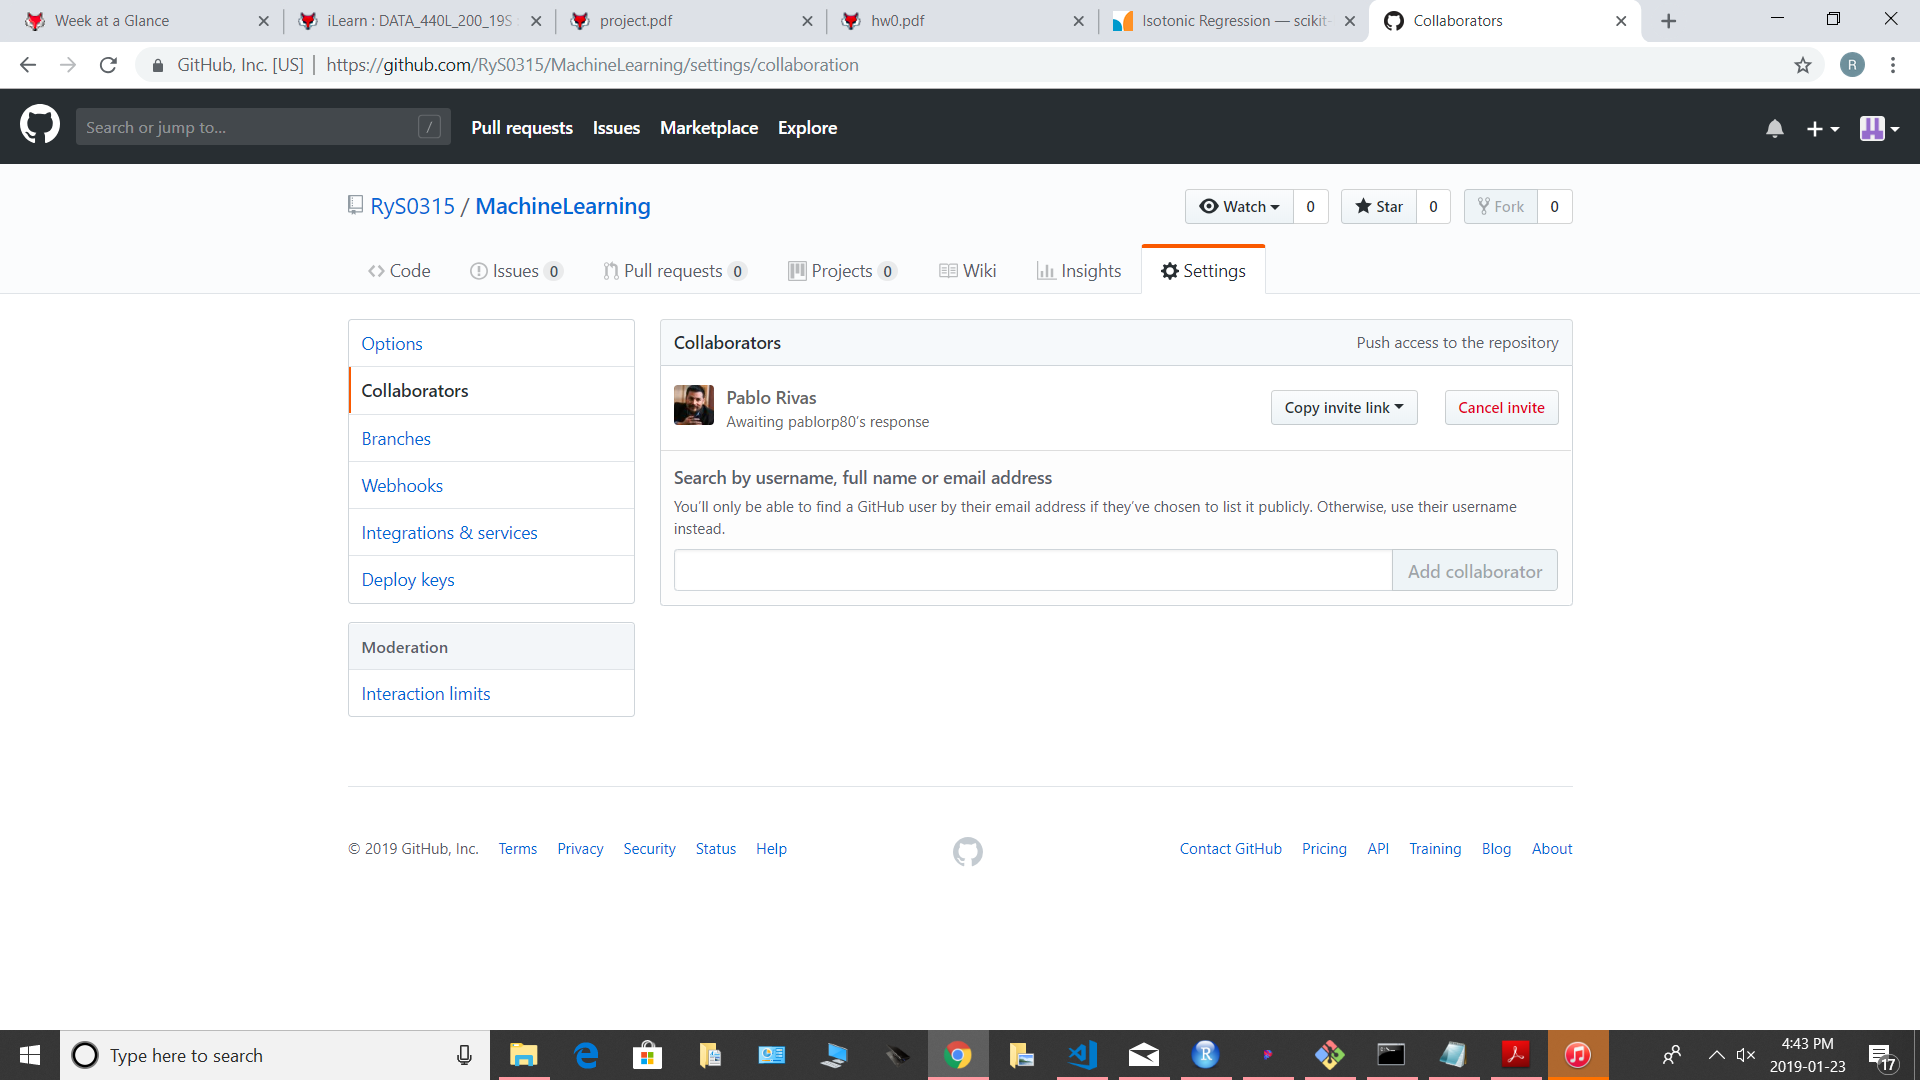 Week at a Glance
iLearn : DATA_440L_200_19S
project.pdf
hw0.pdf
Isotonic Regression — scikit-
Collaborators
GitHub, Inc. [US] | https://github.com/RyS0315/MachineLearning/settings/collaboration
R
Search or jump to...
/
Pull requests
Issues
Marketplace
Explore
RyS0315 / MachineLearning
Watch 0
Star 0
Fork 0
Code
Issues 0
Pull requests 0
Projects 0
Wiki
Insights
Settings
Options
Collaborators
Branches
Webhooks
Integrations & services
Deploy keys
Moderation
Interaction limits
Collaborators
Push access to the repository
Pablo Rivas
Awaiting pablorp80’s response
Copy invite link
Cancel invite
Search by username, full name or email address
You’ll only be able to find a GitHub user by their email address if they’ve chosen to list it publicly. Otherwise, use their username
instead.
Add collaborator
© 2019 GitHub, Inc.
Terms
Privacy
Security
Status
Help
Contact GitHub
Pricing
API
Training
Blog
About
Type here to search
R
4:43 PM
2019-01-23
17